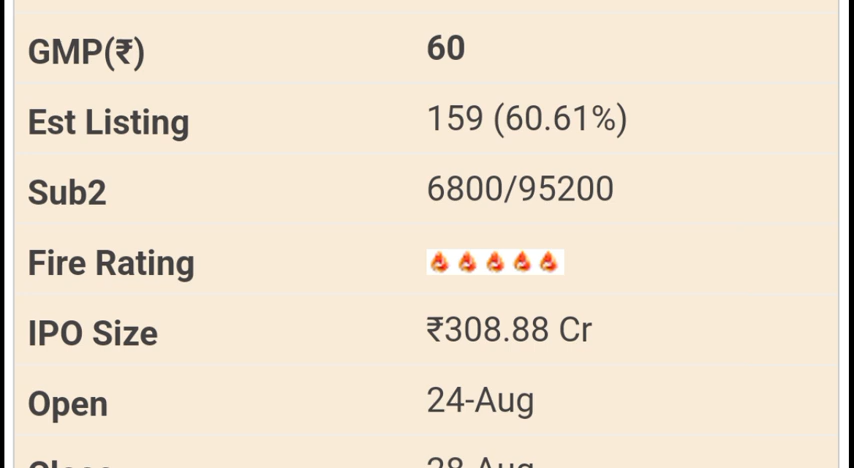 GMP(₹) 60
Est Listing 159 (60.61%)
Sub2 6800/95200
Fire Rating
IPO Size ₹308.88 Cr
Open 24-Aug